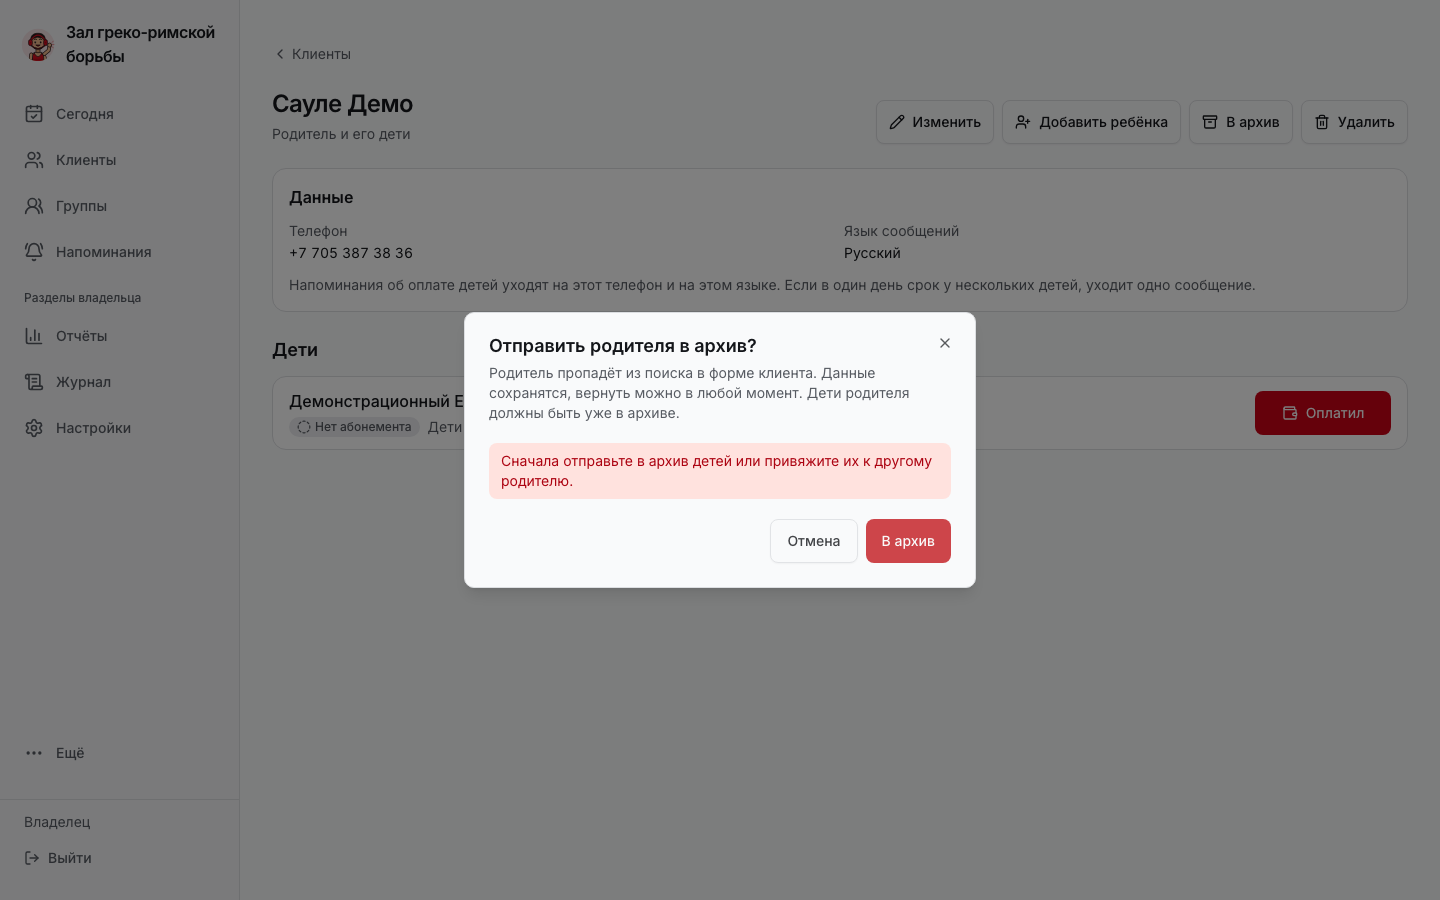 Зал греко-римской
борьбы
Сегодня
Клиенты
Группы
Напоминания
Разделы владельца
Отчёты
Журнал
Настройки
Ещё
Владелец
Выйти
Клиенты
Сауле Демо
Родитель и его дети
Изменить
Добавить ребёнка
В архив
Удалить
Данные
Телефон
+7 705 387 38 36
Язык сообщений
Русский
Напоминания об оплате детей уходят на этот телефон и на этом языке. Если в один день срок у нескольких детей, уходит одно сообщение.
Дети
Демонстрационный Е
Нет абонемента
Дети
Оплатил
Отправить родителя в архив?
Родитель пропадёт из поиска в форме клиента. Данные
сохранятся, вернуть можно в любой момент. Дети родителя
должны быть уже в архиве.
Сначала отправьте в архив детей или привяжите их к другому
родителю.
Отмена
В архив